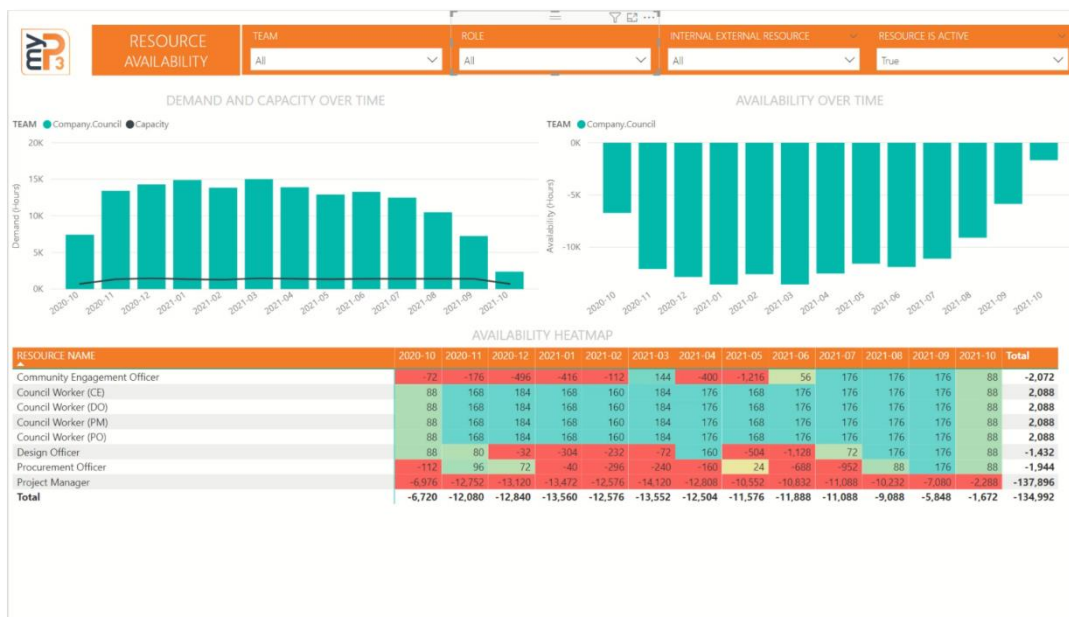 my
P3
RESOURCE
AVAILABILITY
TEAM
All
ROLE
All
INTERNAL EXTERNAL RESOURCE
All
RESOURCE IS ACTIVE
True
DEMAND AND CAPACITY OVER TIME
TEAM Company.Council Capacity
20K
15K
10K
5K
0K
Demand (Hours)
2020-10 2020-11 2020-12 2021-01 2021-02 2021-03 2021-04 2021-05 2021-06 2021-07 2021-08 2021-09 2021-10
AVAILABILITY OVER TIME
TEAM Company.Council
0K
-5K
-10K
Availability (Hours)
2020-10 2020-11 2020-12 2021-01 2021-02 2021-03 2021-04 2021-05 2021-06 2021-07 2021-08 2021-09 2021-10
AVAILABILITY HEATMAP
RESOURCE NAME 2020-10 2020-11 2020-12 2021-01 2021-02 2021-03 2021-04 2021-05 2021-06 2021-07 2021-08 2021-09 2021-10 Total
Community Engagement Officer -72 -176 -496 -416 -112 144 -400 -1,216 56 176 176 176 88 -2,072
Council Worker (CE) 88 168 184 168 160 184 176 168 176 176 176 176 88 2,088
Council Worker (DO) 88 168 184 168 160 184 176 168 176 176 176 176 88 2,088
Council Worker (PM) 88 168 184 168 160 184 176 168 176 176 176 176 88 2,088
Council Worker (PO) 88 168 184 168 160 184 176 168 176 176 176 176 88 2,088
Design Officer 88 80 -32 -304 -232 -72 160 -504 -1,128 72 176 176 88 -1,432
Procurement Officer -112 96 72 -40 -296 -240 -160 24 -688 -952 88 176 88 -1,944
Project Manager -6,976 -12,752 -13,120 -13,472 -12,576 -14,120 -12,808 -10,552 -10,832 -11,088 -10,232 -7,080 -2,288 -137,896
Total -6,720 -12,080 -12,840 -13,560 -12,576 -13,552 -12,504 -11,576 -11,888 -11,088 -9,088 -5,848 -1,672 -134,992